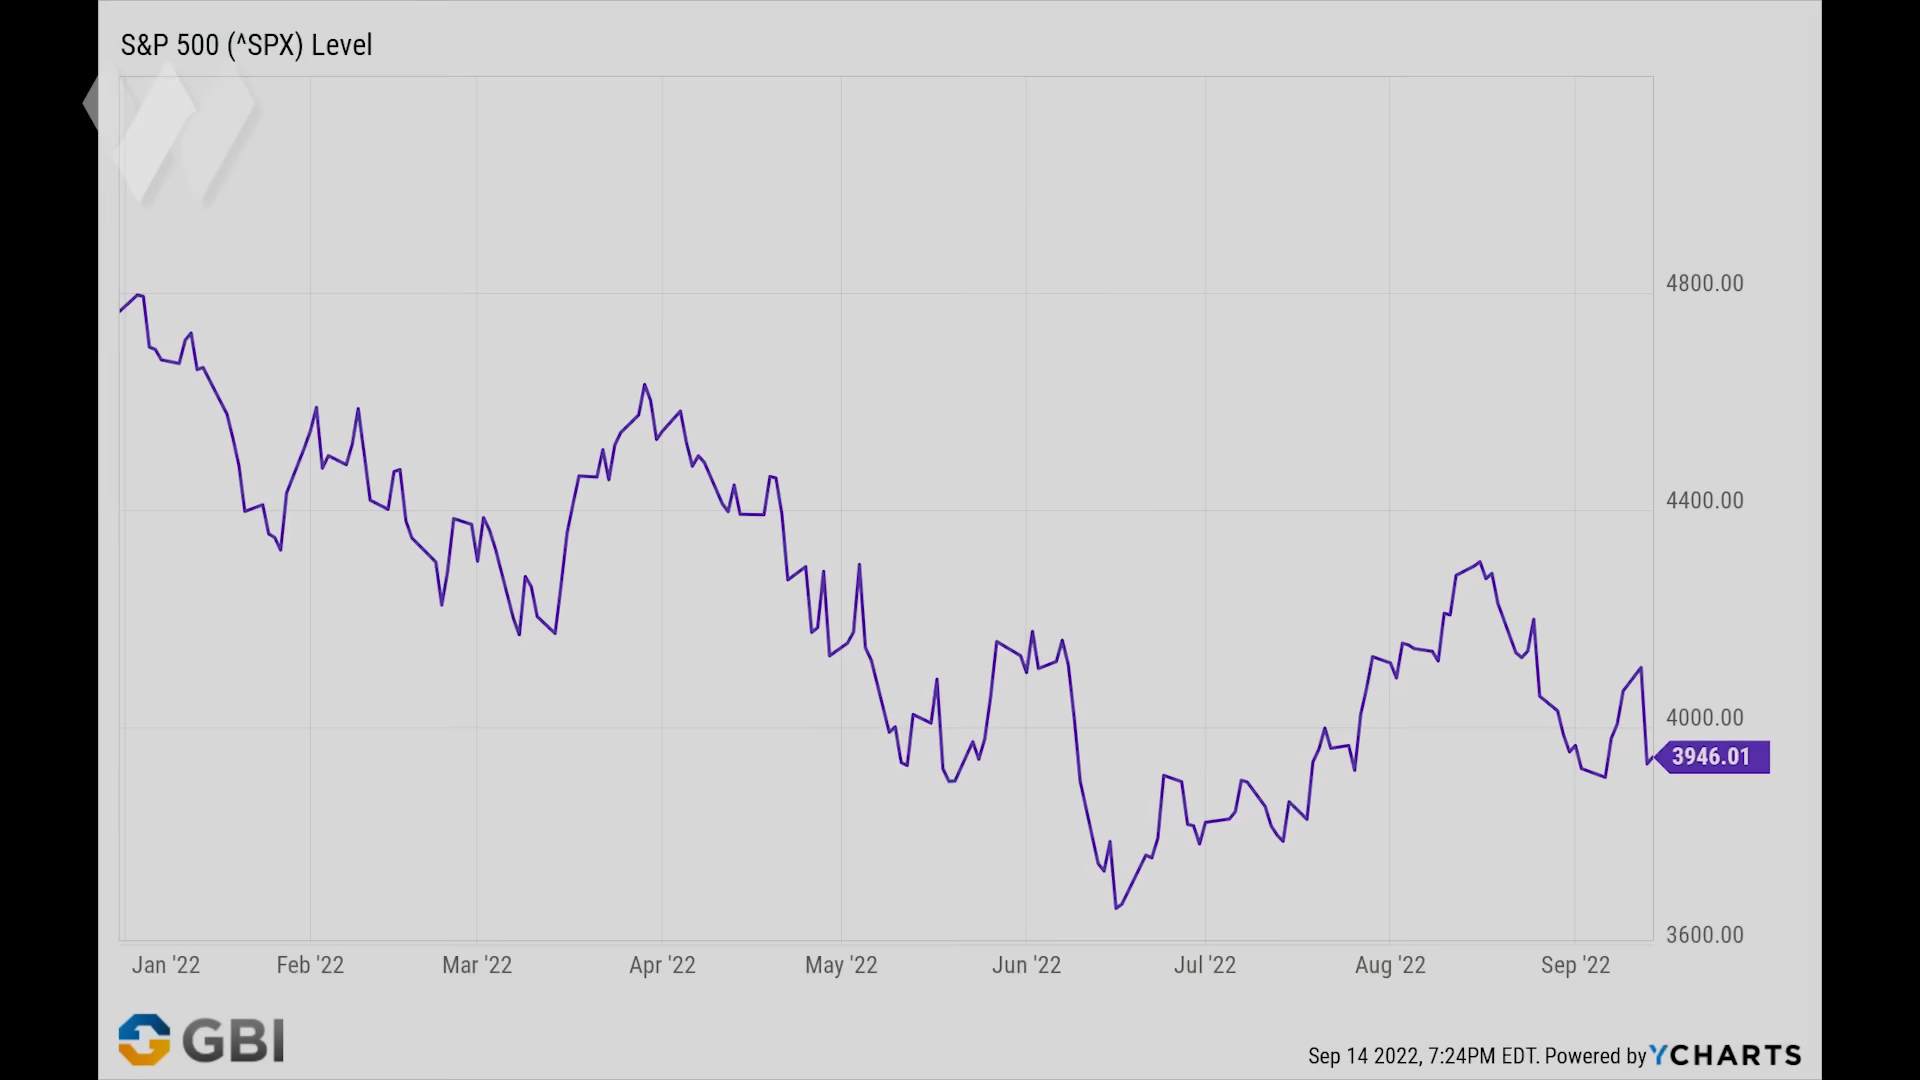 S&P 500 (^SPX) Level
4800.00
4400.00
4000.00
3946.01
3600.00
Jan '22 Feb '22 Mar '22 Apr '22 May '22 Jun '22 Jul '22 Aug '22 Sep '22
GBI
Sep 14 2022, 7:24PM EDT. Powered by YCHARTS